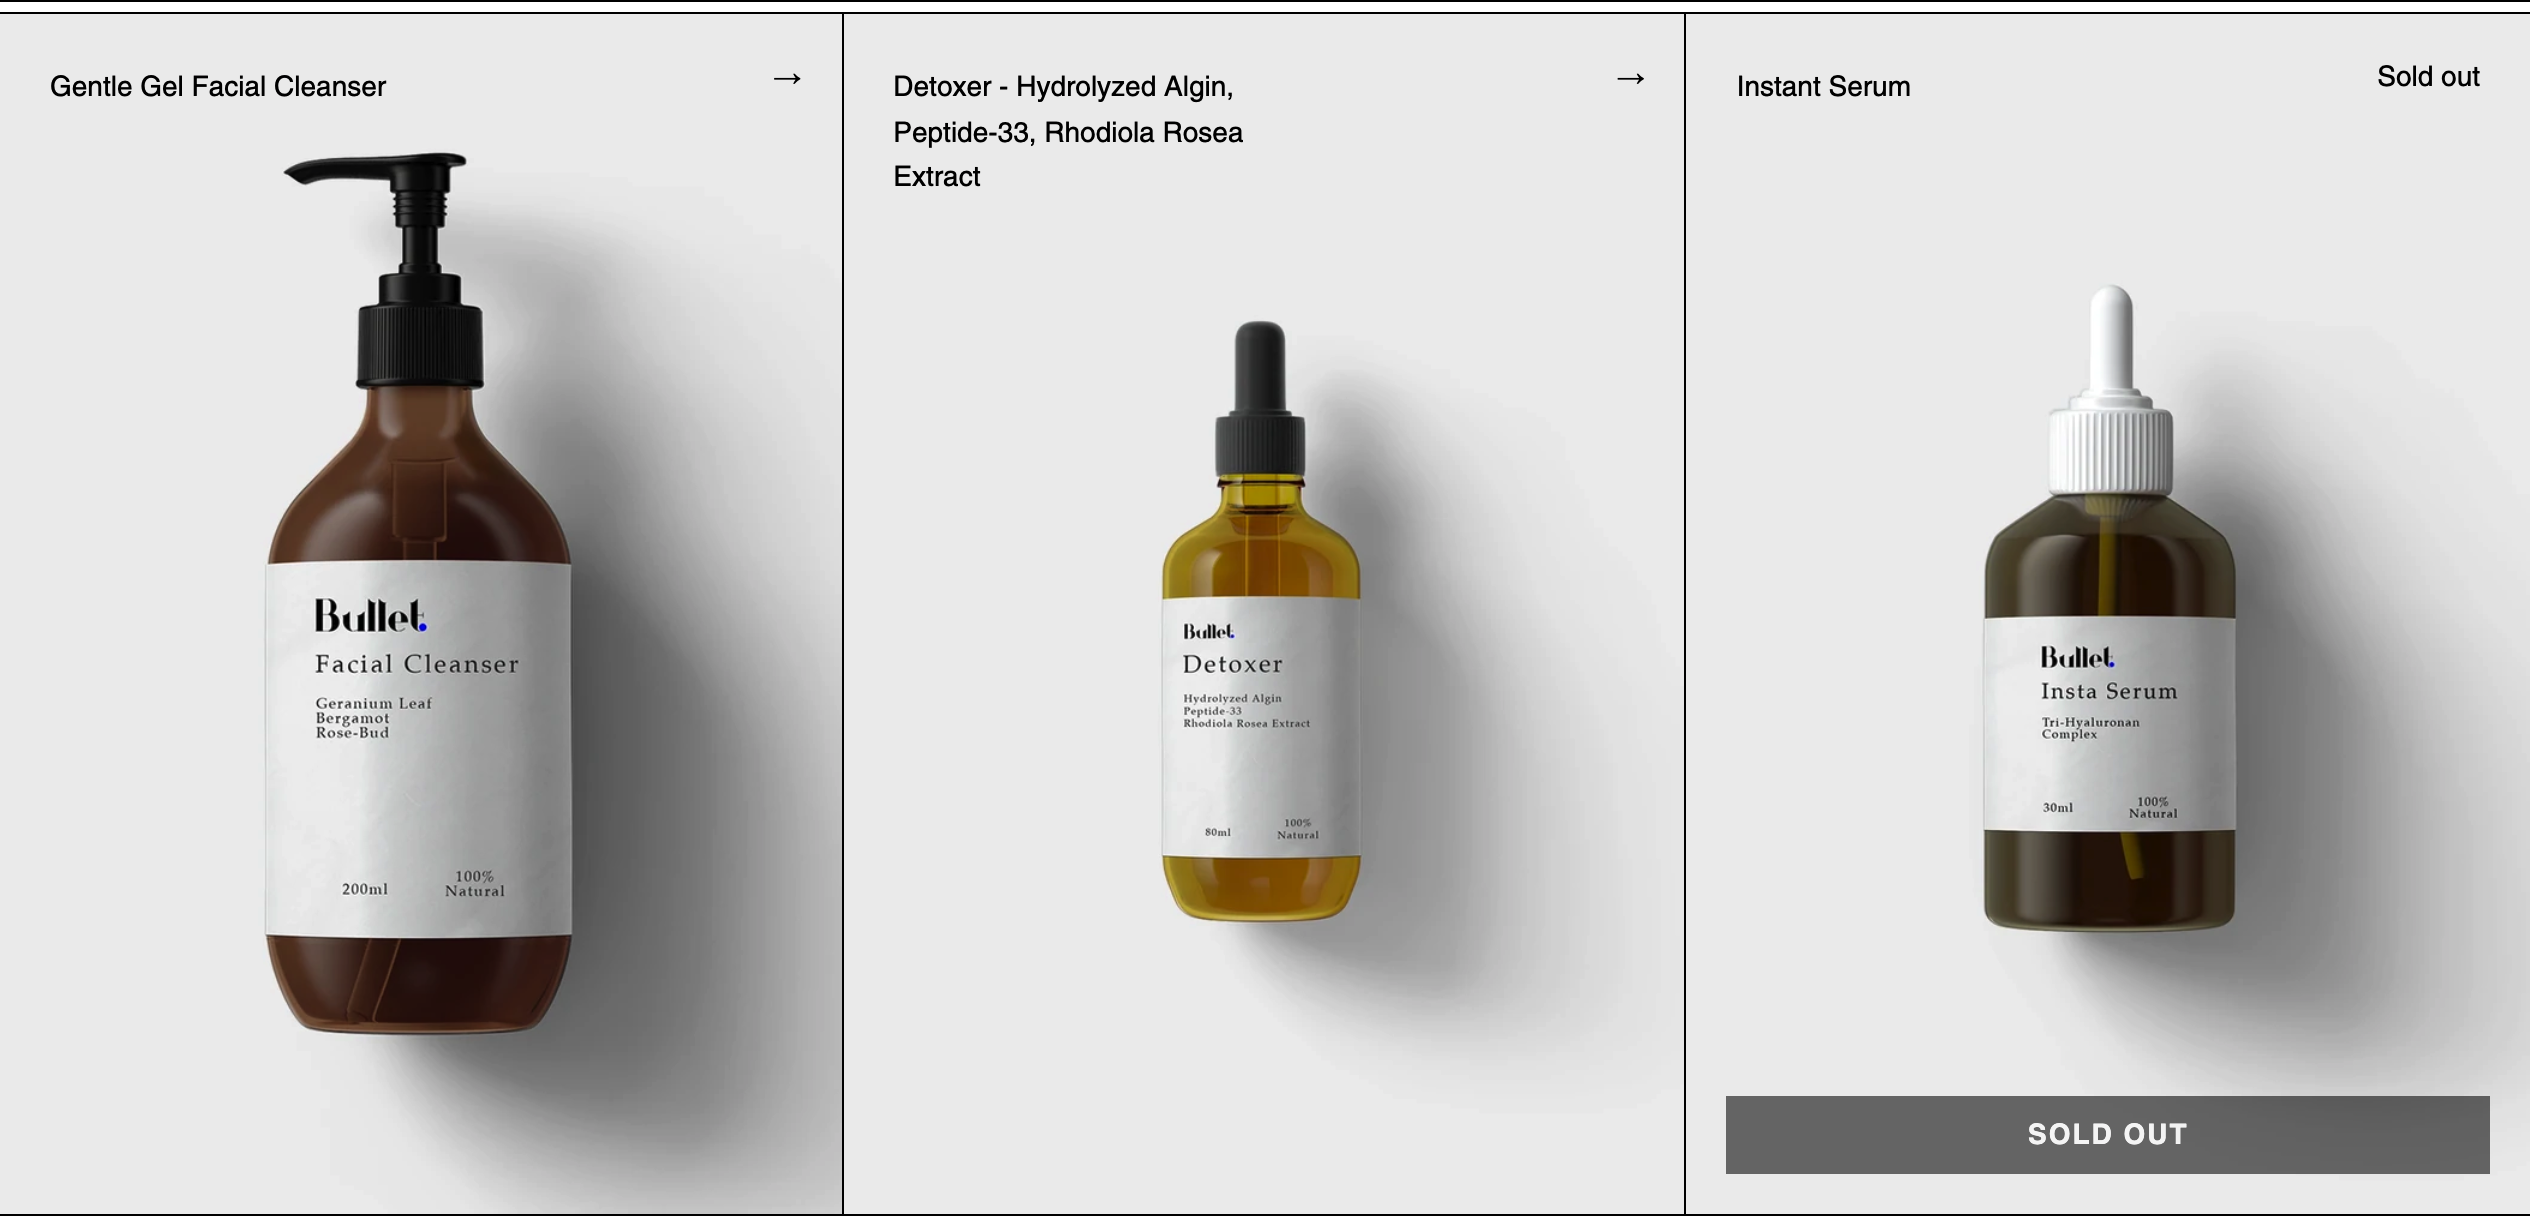 Gentle Gel Facial Cleanser
→
Bullet.
Facial Cleanser
Geranium Leaf
Bergamot
Rose-Bud
200ml
100%
Natural
Detoxer - Hydrolyzed Algin,
Peptide-33, Rhodiola Rosea
Extract
→
Bullet.
Detoxer
Hydrolyzed Algin
Peptide-33
Rhodiola Rosea Extract
80ml
100%
Natural
Instant Serum
Sold out
Bullet.
Insta Serum
Tri-Hyaluronan
Complex
30ml
100%
Natural
SOLD OUT